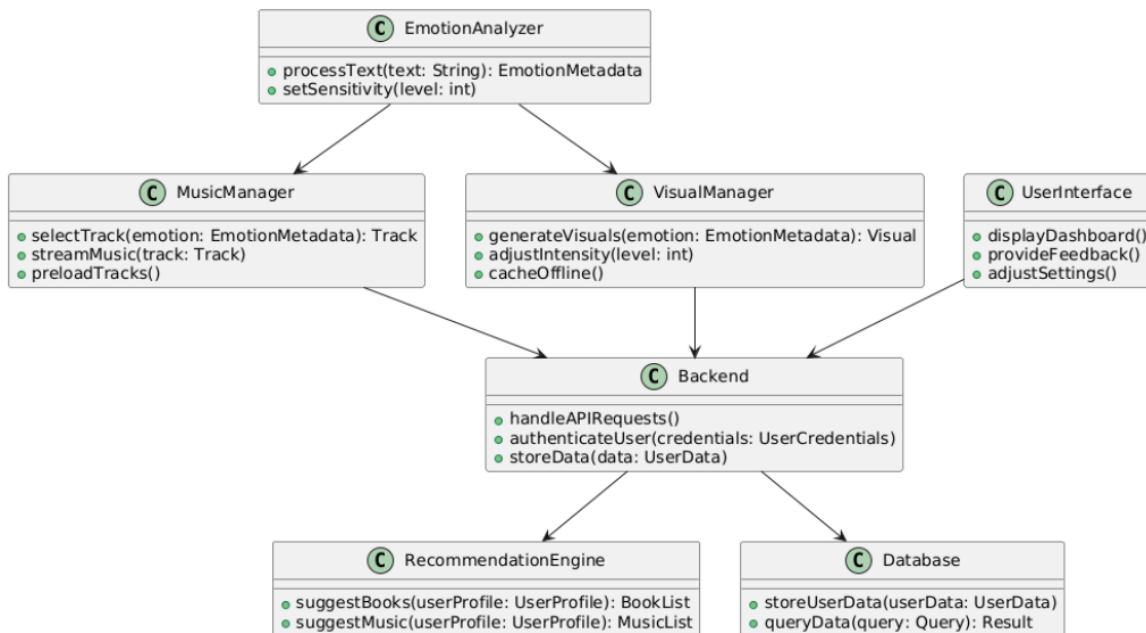 C EmotionAnalyzer
processText(text: String): EmotionMetadata
setSensitivity(level: int)
C MusicManager
selectTrack(emotion: EmotionMetadata): Track
streamMusic(track: Track)
preloadTracks()
C VisualManager
generateVisuals(emotion: EmotionMetadata): Visual
adjustIntensity(level: int)
cacheOffline()
C UserInterface
displayDashboard()
provideFeedback()
adjustSettings()
C Backend
handleAPIRequests()
authenticateUser(credentials: UserCredentials)
storeData(data: UserData)
C RecommendationEngine
suggestBooks(userProfile: UserProfile): BookList
suggestMusic(userProfile: UserProfile): MusicList
C Database
storeUserData(userData: UserData)
queryData(query: Query): Result